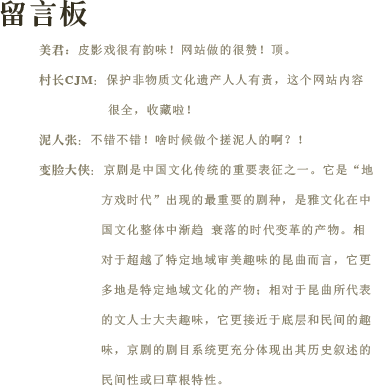 留言板
美君：皮影戏很有韵味！网站做的很赞！顶。
村长CJM：保护非物质文化遗产人人有责，这个网站内容
很全，收藏啦！
泥人张：不错不错！啥时候做个搓泥人的啊？！
变脸大侠：京剧是中国文化传统的重要表征之一。它是“地
方戏时代”出现的最重要的剧种，是雅文化在中
国文化整体中渐趋 衰落的时代变革的产物。相
对于超越了特定地域审美趣味的昆曲而言，它更
多地是特定地域文化的产物；相对于昆曲所代表
的文人士大夫趣味，它更接近于底层和民间的趣
味，京剧的剧目系统更充分体现出其历史叙述的
民间性或曰草根特性。